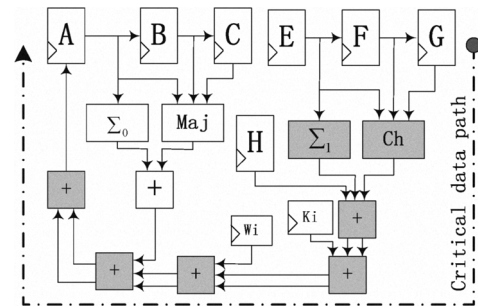 A B C E F G
Σ₀ Maj H Σ₁ Ch
+ + +
Wi Ki
+ + +
Critical data path